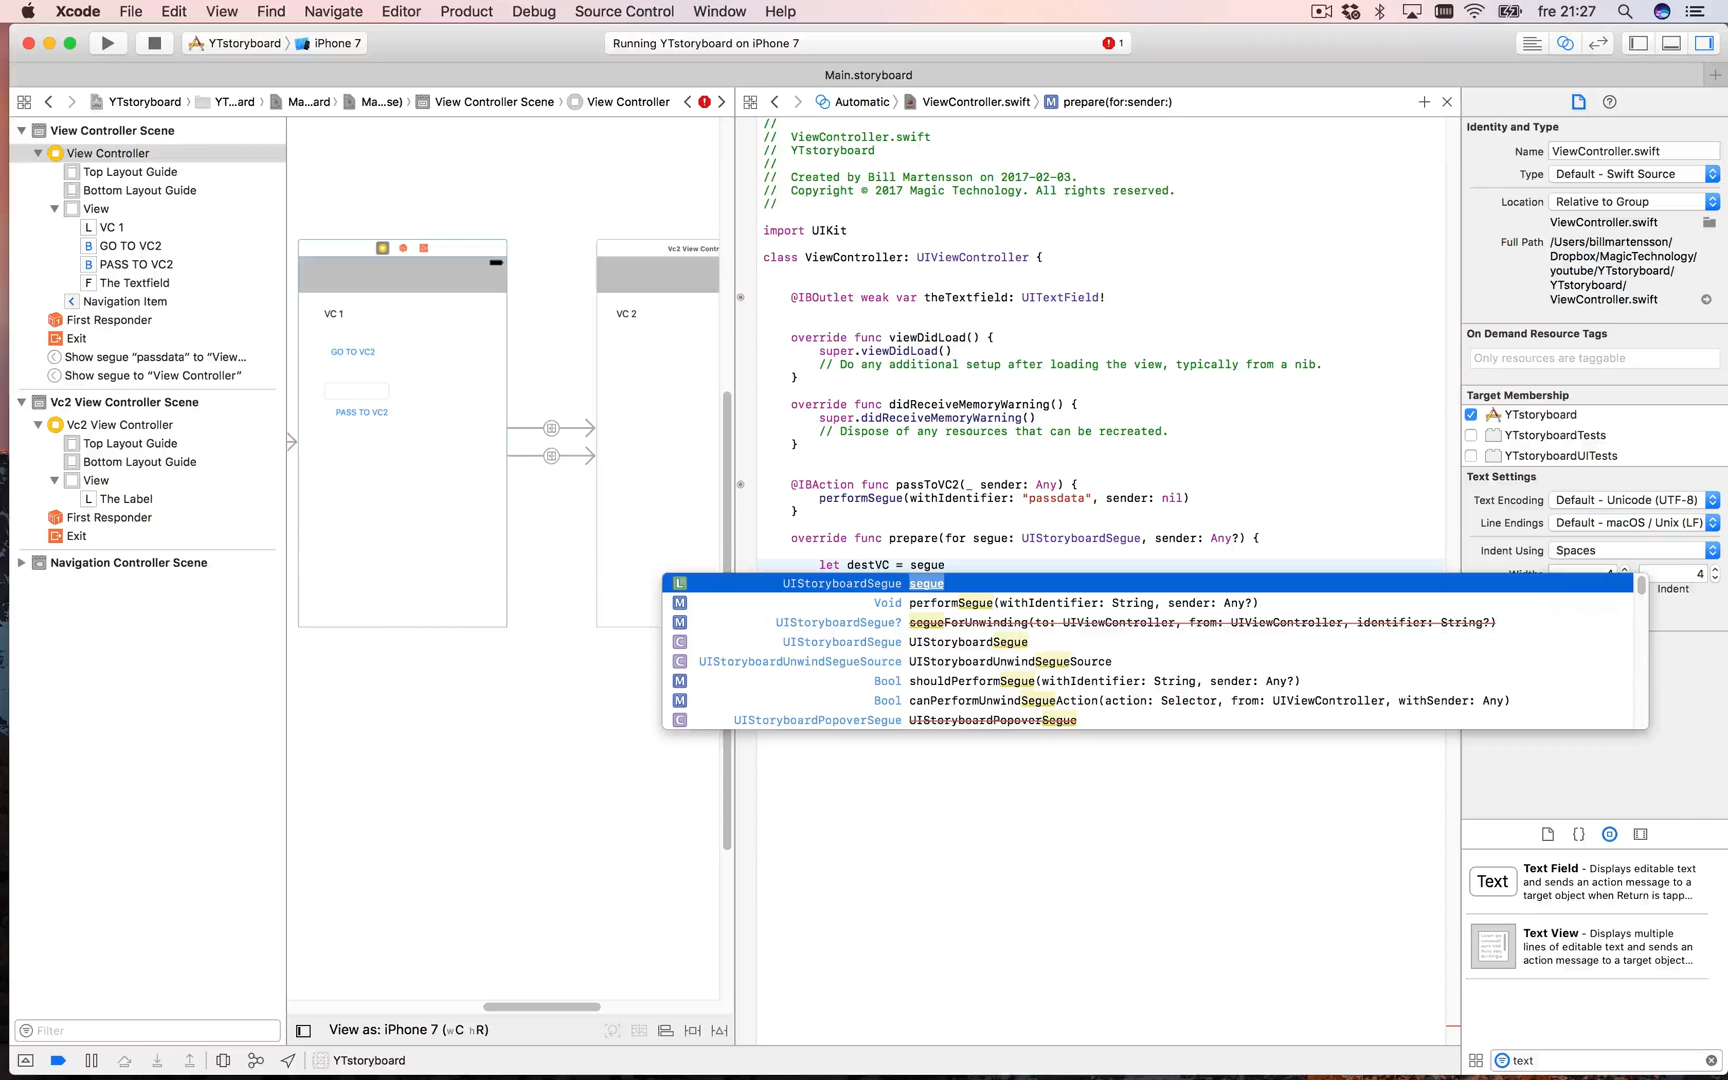 Xcode File Edit View Find Navigate Editor Product Debug Source Control Window Help
fre 21:27
YTstoryboard iPhone 7
Running YTstoryboard on iPhone 7
1
Main.storyboard
YTstoryboard YT...ard Ma...ard Ma...se) View Controller Scene View Controller
Automatic ViewController.swift M prepare(for:sender:)
View Controller Scene
View Controller
Top Layout Guide
Bottom Layout Guide
View
L VC 1
B GO TO VC2
B PASS TO VC2
F The Textfield
Navigation Item
First Responder
Exit
Show segue “passdata” to “View...
Show segue to “View Controller”
Vc2 View Controller Scene
Vc2 View Controller
Top Layout Guide
Bottom Layout Guide
View
L The Label
First Responder
Exit
Navigation Controller Scene
Filter
VC 1
GO TO VC2
PASS TO VC2
Vc2 View Contr
VC 2
View as: iPhone 7 (wC hR)
//
// ViewController.swift
// YTstoryboard
//
// Created by Bill Martensson on 2017-02-03.
// Copyright © 2017 Magic Technology. All rights reserved.
//
import UIKit
class ViewController: UIViewController {
@IBOutlet weak var theTextfield: UITextField!
override func viewDidLoad() {
super.viewDidLoad()
// Do any additional setup after loading the view, typically from a nib.
}
override func didReceiveMemoryWarning() {
super.didReceiveMemoryWarning()
// Dispose of any resources that can be recreated.
}
@IBAction func passToVC2(_ sender: Any) {
performSegue(withIdentifier: "passdata", sender: nil)
}
override func prepare(for segue: UIStoryboardSegue, sender: Any?) {
let destVC = segue
L UIStoryboardSegue segue
M Void performSegue(withIdentifier: String, sender: Any?)
M UIStoryboardSegue? segueForUnwinding(to: UIViewController, from: UIViewController, identifier: String?)
C UIStoryboardSegue UIStoryboardSegue
C UIStoryboardUnwindSegueSource UIStoryboardUnwindSegueSource
M Bool shouldPerformSegue(withIdentifier: String, sender: Any?)
M Bool canPerformUnwindSegueAction(action: Selector, from: UIViewController, withSender: Any)
C UIStoryboardPopoverSegue UIStoryboardPopoverSegue
Identity and Type
Name ViewController.swift
Type Default - Swift Source
Location Relative to Group
ViewController.swift
Full Path /Users/billmartensson/
Dropbox/MagicTechnology/
youtube/YTstoryboard/
YTstoryboard/
ViewController.swift
On Demand Resource Tags
Only resources are taggable
Target Membership
YTstoryboard
YTstoryboardTests
YTstoryboardUITests
Text Settings
Text Encoding Default - Unicode (UTF-8)
Line Endings Default - macOS / Unix (LF)
Indent Using Spaces
Widths 4 4
Indent
Text
Text Field - Displays editable text
and sends an action message to a
target object when Return is tapp...
Text View - Displays multiple
lines of editable text and sends an
action message to a target object...
YTstoryboard
text